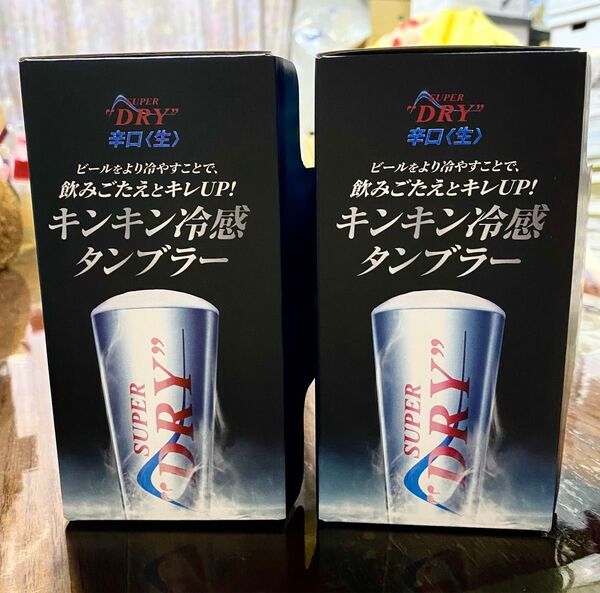 SUPER
"DRY"
辛口〈生〉
ビールをより冷やすことで、
飲みごたえとキレUP!
キンキン冷感
タンブラー
SUPER
"DRY"
SUPER
"DRY"
辛口〈生〉
ビールをより冷やすことで、
飲みごたえとキレUP!
キンキン冷感
タンブラー
SUPER
"DRY"